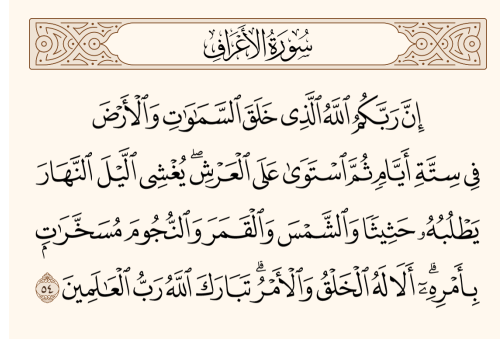 سُورَةُ الأَعْرَافِ
إِنَّ رَبَّكُمُ ٱللَّهُ ٱلَّذِى خَلَقَ ٱلسَّمَٰوَٰتِ وَٱلْأَرْضَ
فِى سِتَّةِ أَيَّامٍ ثُمَّ ٱسْتَوَىٰ عَلَى ٱلْعَرْشِۖ يُغْشِى ٱلَّيْلَ ٱلنَّهَارَ
يَطْلُبُهُۥ حَثِيثًا وَٱلشَّمْسَ وَٱلْقَمَرَ وَٱلنُّجُومَ مُسَخَّرَٰتٍۭ
بِأَمْرِهِۦٓۗ أَلَا لَهُ ٱلْخَلْقُ وَٱلْأَمْرُۗ تَبَارَكَ ٱللَّهُ رَبُّ ٱلْعَٰلَمِينَ ٥٤